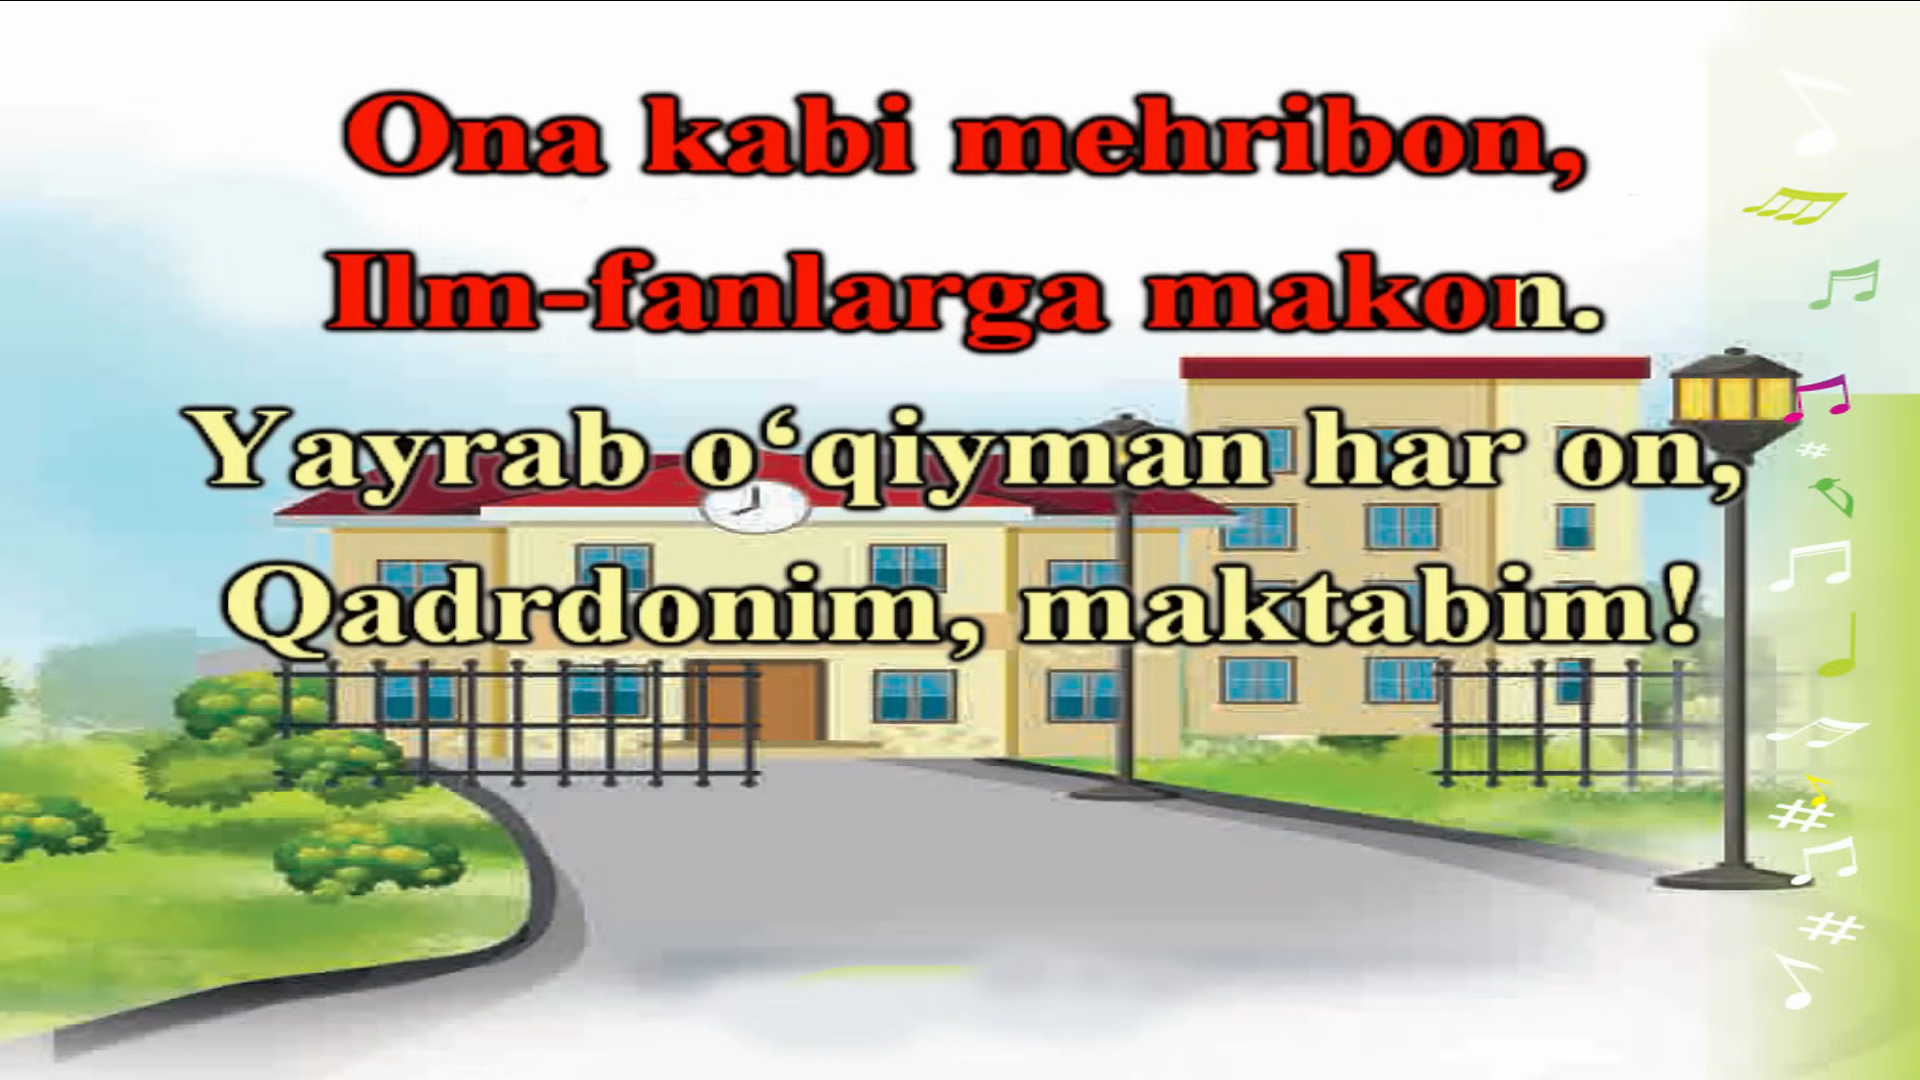 Ona kabi mehribon,
Ilm-fanlarga makon.
Yayrab o‘qiyman har on,
Qadrdonim, maktabim!